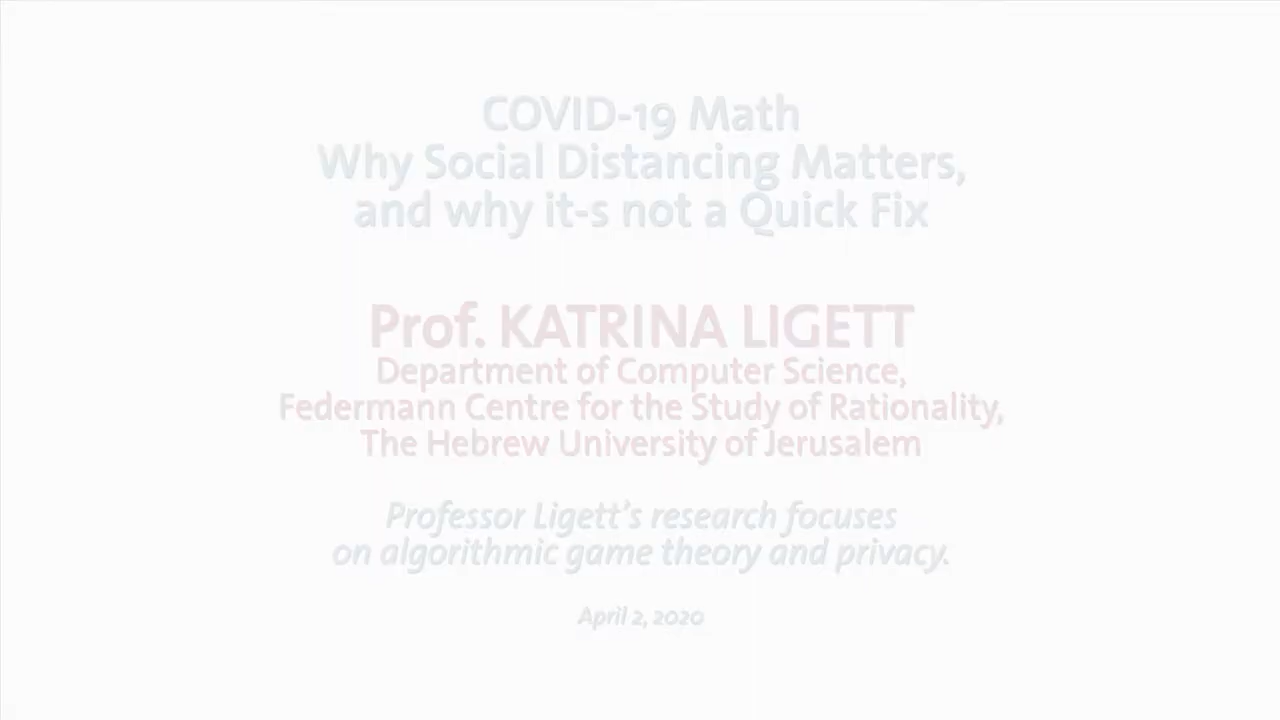 COVID-19 Math
Why Social Distancing Matters,
and why it-s not a Quick Fix
Prof. KATRINA LIGETT
Department of Computer Science,
Federmann Centre for the Study of Rationality,
The Hebrew University of Jerusalem
Professor Ligett’s research focuses
on algorithmic game theory and privacy.
April 2, 2020